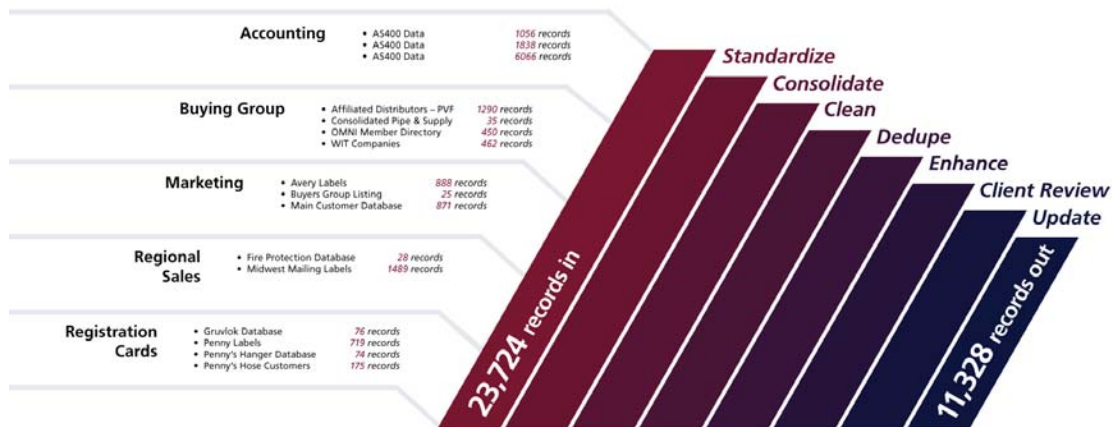 Accounting
• AS400 Data 1056 records
• AS400 Data 1838 records
• AS400 Data 6066 records
Buying Group
• Affiliated Distributors – PVF 1290 records
• Consolidated Pipe & Supply 35 records
• OMNI Member Directory 450 records
• WIT Companies 462 records
Marketing
• Avery Labels 888 records
• Buyers Group Listing 25 records
• Main Customer Database 871 records
Regional
Sales
• Fire Protection Database 28 records
• Midwest Mailing Labels 1489 records
Registration
Cards
• Gruvlok Database 76 records
• Penny Labels 719 records
• Penny's Hanger Database 74 records
• Penny's Hose Customers 175 records
23,724 records in
Standardize
Consolidate
Clean
Dedupe
Enhance
Client Review
Update
11,328 records out